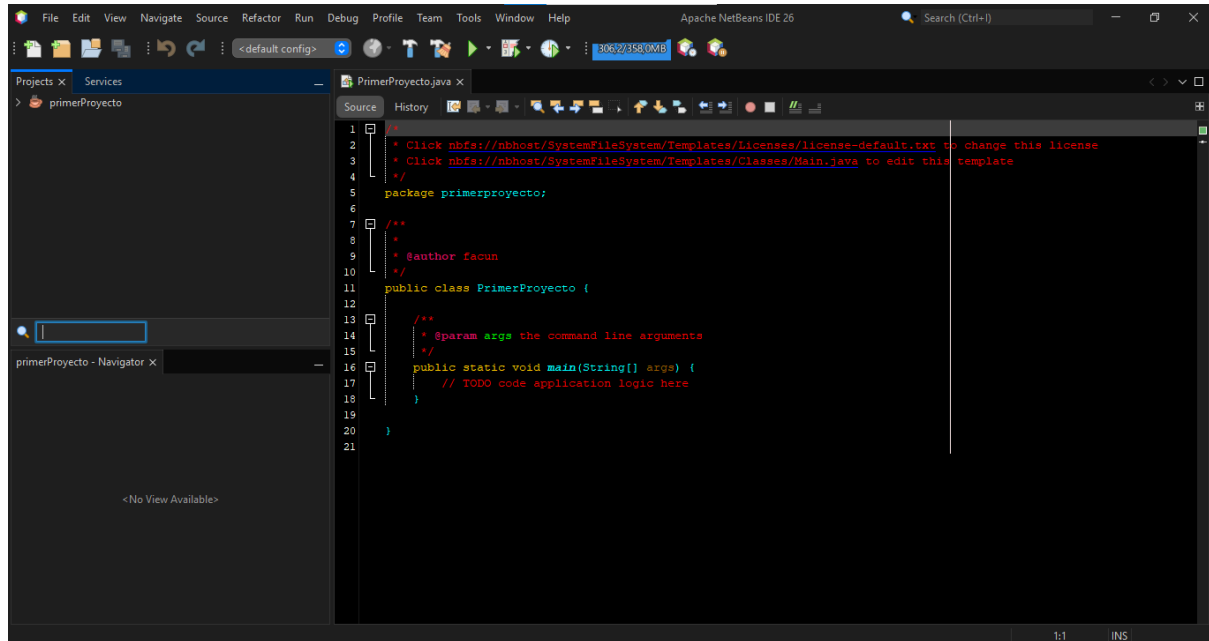 File Edit View Navigate Source Refactor Run Debug Profile Team Tools Window Help Apache NetBeans IDE 26 Search (Ctrl+I)
<default config> 306,2/358,0MB
Projects Services
primerProyecto
primerProyecto - Navigator
<No View Available>
PrimerProyecto.java
Source History
1 /*
2 * Click nbfs://nbhost/SystemFileSystem/Templates/Licenses/license-default.txt to change this license
3 * Click nbfs://nbhost/SystemFileSystem/Templates/Classes/Main.java to edit this template
4 */
5 package primerproyecto;
6
7 /**
8 *
9 * @author facun
10 */
11 public class PrimerProyecto {
12
13 /**
14 * @param args the command line arguments
15 */
16 public static void main(String[] args) {
17 // TODO code application logic here
18 }
19
20 }
21
1:1 INS